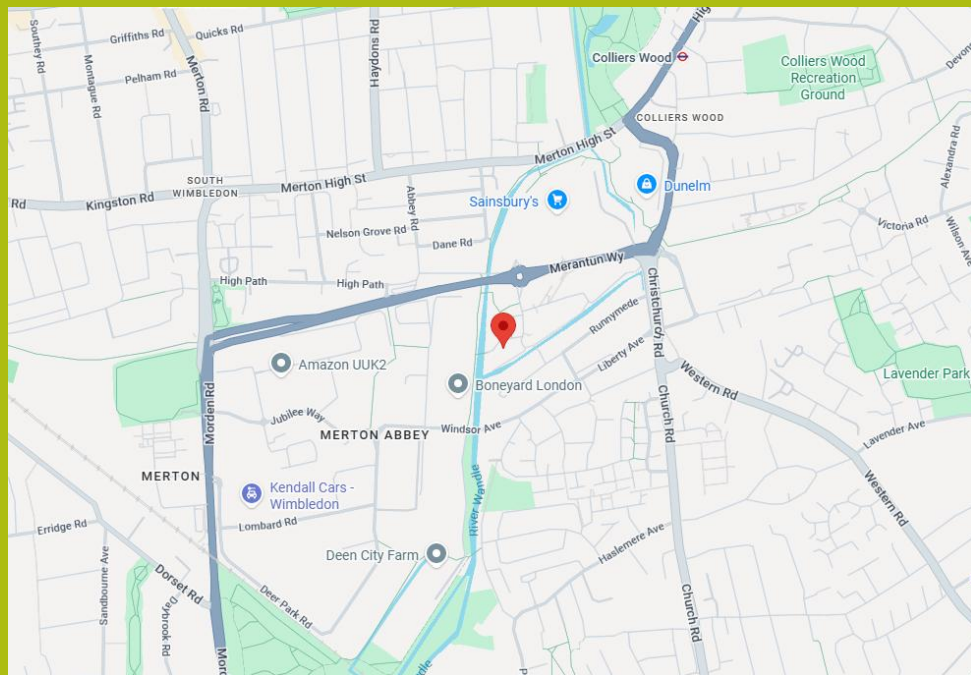 Southey Rd
Griffiths Rd
Quicks Rd
Montague Rd
Pelham Rd
Merton Rd
Haydons Rd
Hig
Colliers Wood
Colliers Wood
Recreation
Ground
Devons
COLLIERS WOOD
Merton High St
SOUTH
WIMBLEDON
Merton High St
Rd
Kingston Rd
Abbey Rd
Sainsbury's
Dunelm
Alexandra Rd
Victoria Rd
Wilson Ave
Nelson Grove Rd
Dane Rd
Merantun Wy
High Path
High Path
Christchurch Rd
Runnymede
Liberty Ave
Amazon UUK2
Boneyard London
Western Rd
Lavender Park
Morden Rd
Jubilee Way
MERTON ABBEY
Windsor Ave
Church Rd
Lavender Ave
MERTON
Kendall Cars -
Wimbledon
River Wandle
Western Rd
Erridge Rd
Lombard Rd
Haslemere Ave
Deen City Farm
Sandbourne Ave
Dorset Rd
Daybrook Rd
Deer Park Rd
Church Rd
Mord
ndle